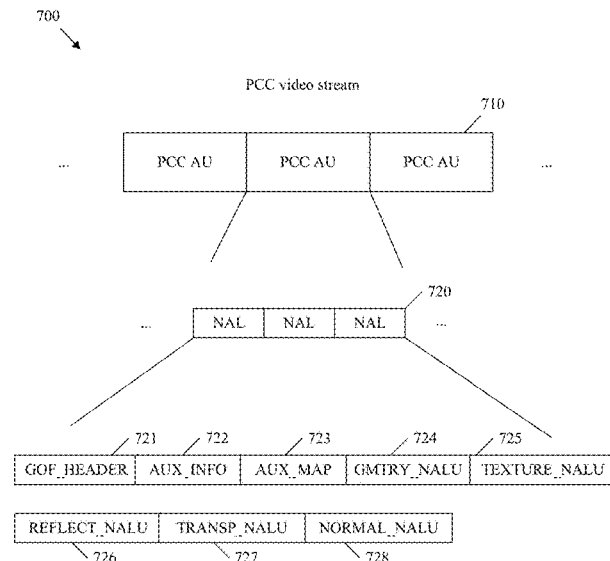 700
PCC video stream
710
... PCC AU PCC AU PCC AU ...
720
... NAL NAL NAL ...
721 722 723 724 725
GOF_HEADER AUX_INFO AUX_MAP GMTRY_NALU TEXTURE_NALU
REFLECT_NALU TRANSP_NALU NORMAL_NALU
726 727 728